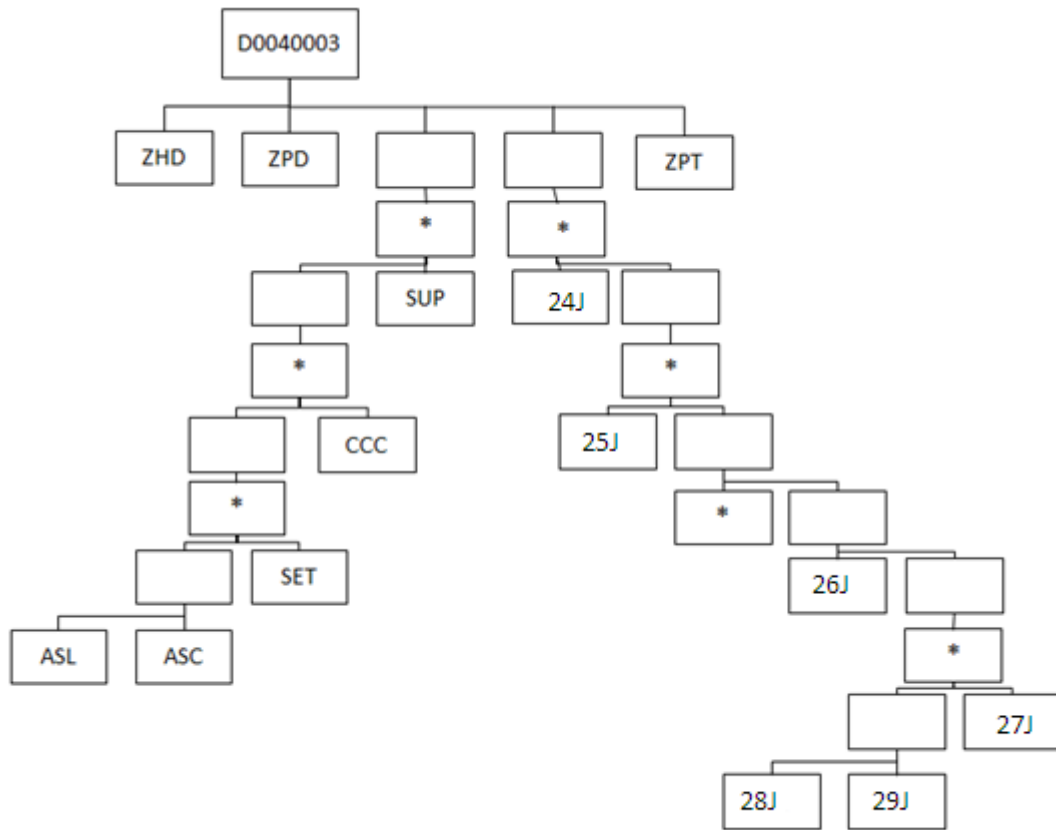 D0040003
ZHD
ZPD
ZPT
*
*
SUP
24J
*
*
CCC
25J
*
*
SET
26J
ASL
ASC
*
27J
28J
29J